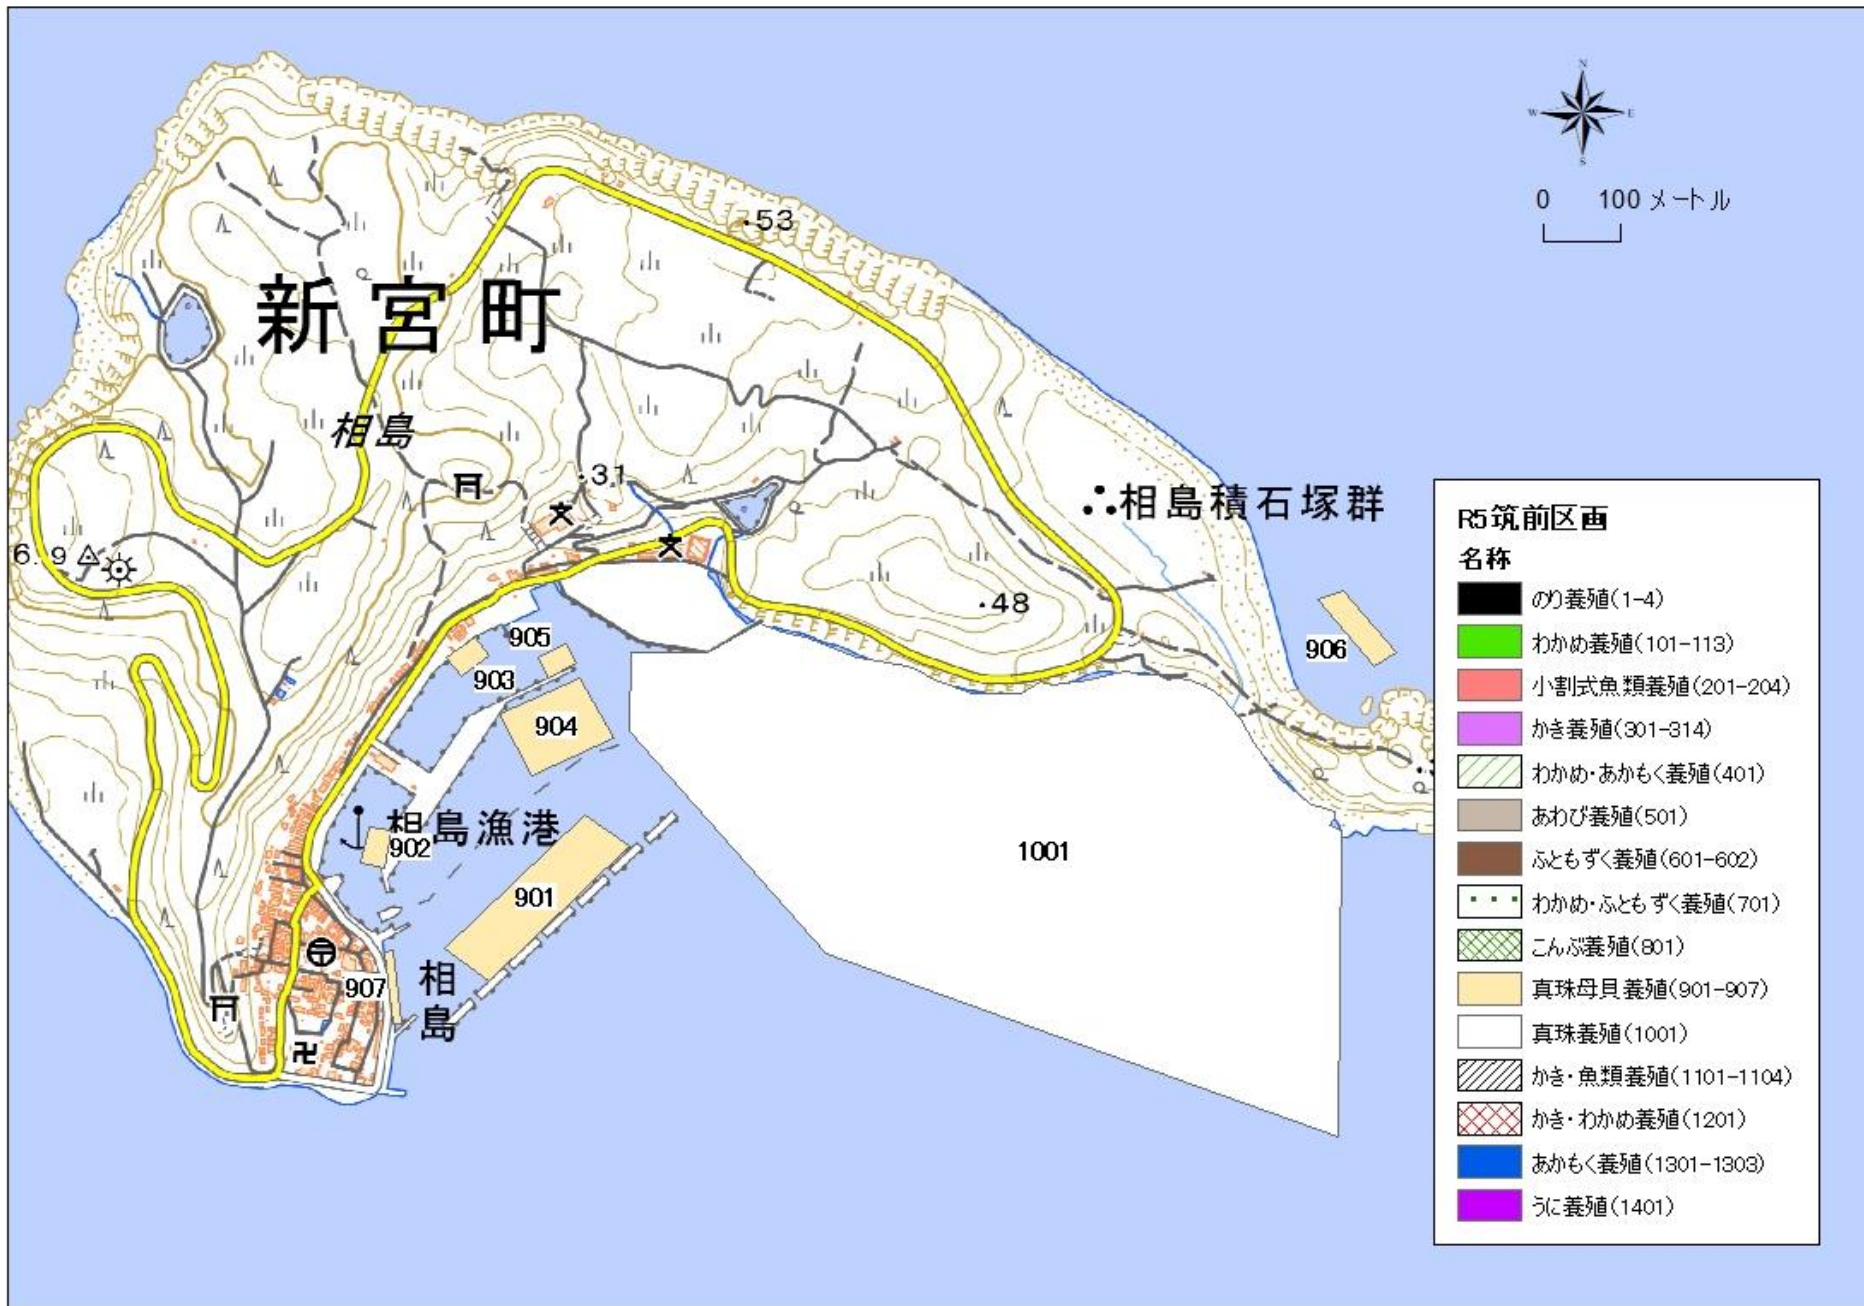 N
W E
S
0 100 メートル
53
新宮町
相島
31
相島積石塚群
6.9
48
905
903
904
906
相島漁港
902
901
1001
907
相島
R5筑前区画
名称
のり養殖(1-4)
わかめ養殖(101-113)
小割式魚類養殖(201-204)
かき養殖(301-314)
わかめ・あかもく養殖(401)
あわび養殖(501)
ふともずく養殖(601-602)
わかめ・ふともずく養殖(701)
こんぶ養殖(801)
真珠母貝養殖(901-907)
真珠養殖(1001)
かき・魚類養殖(1101-1104)
かき・わかめ養殖(1201)
あかもく養殖(1301-1303)
うに養殖(1401)